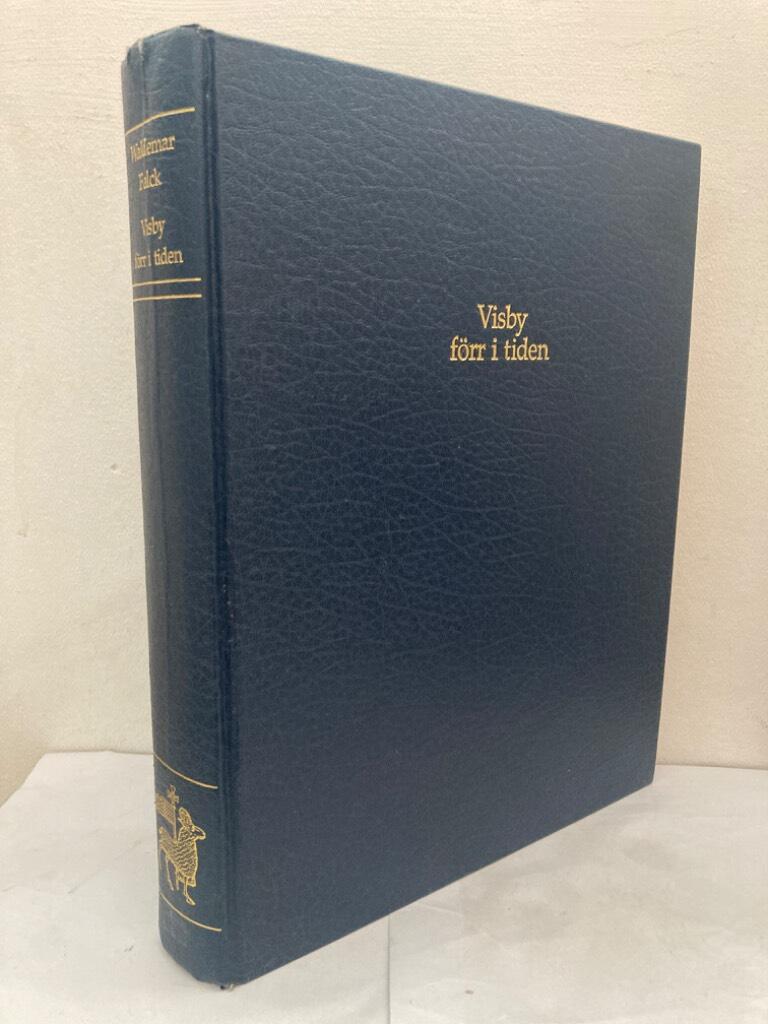 Waldemar
Falck
Visby
förr i tiden
Visby
förr i tiden